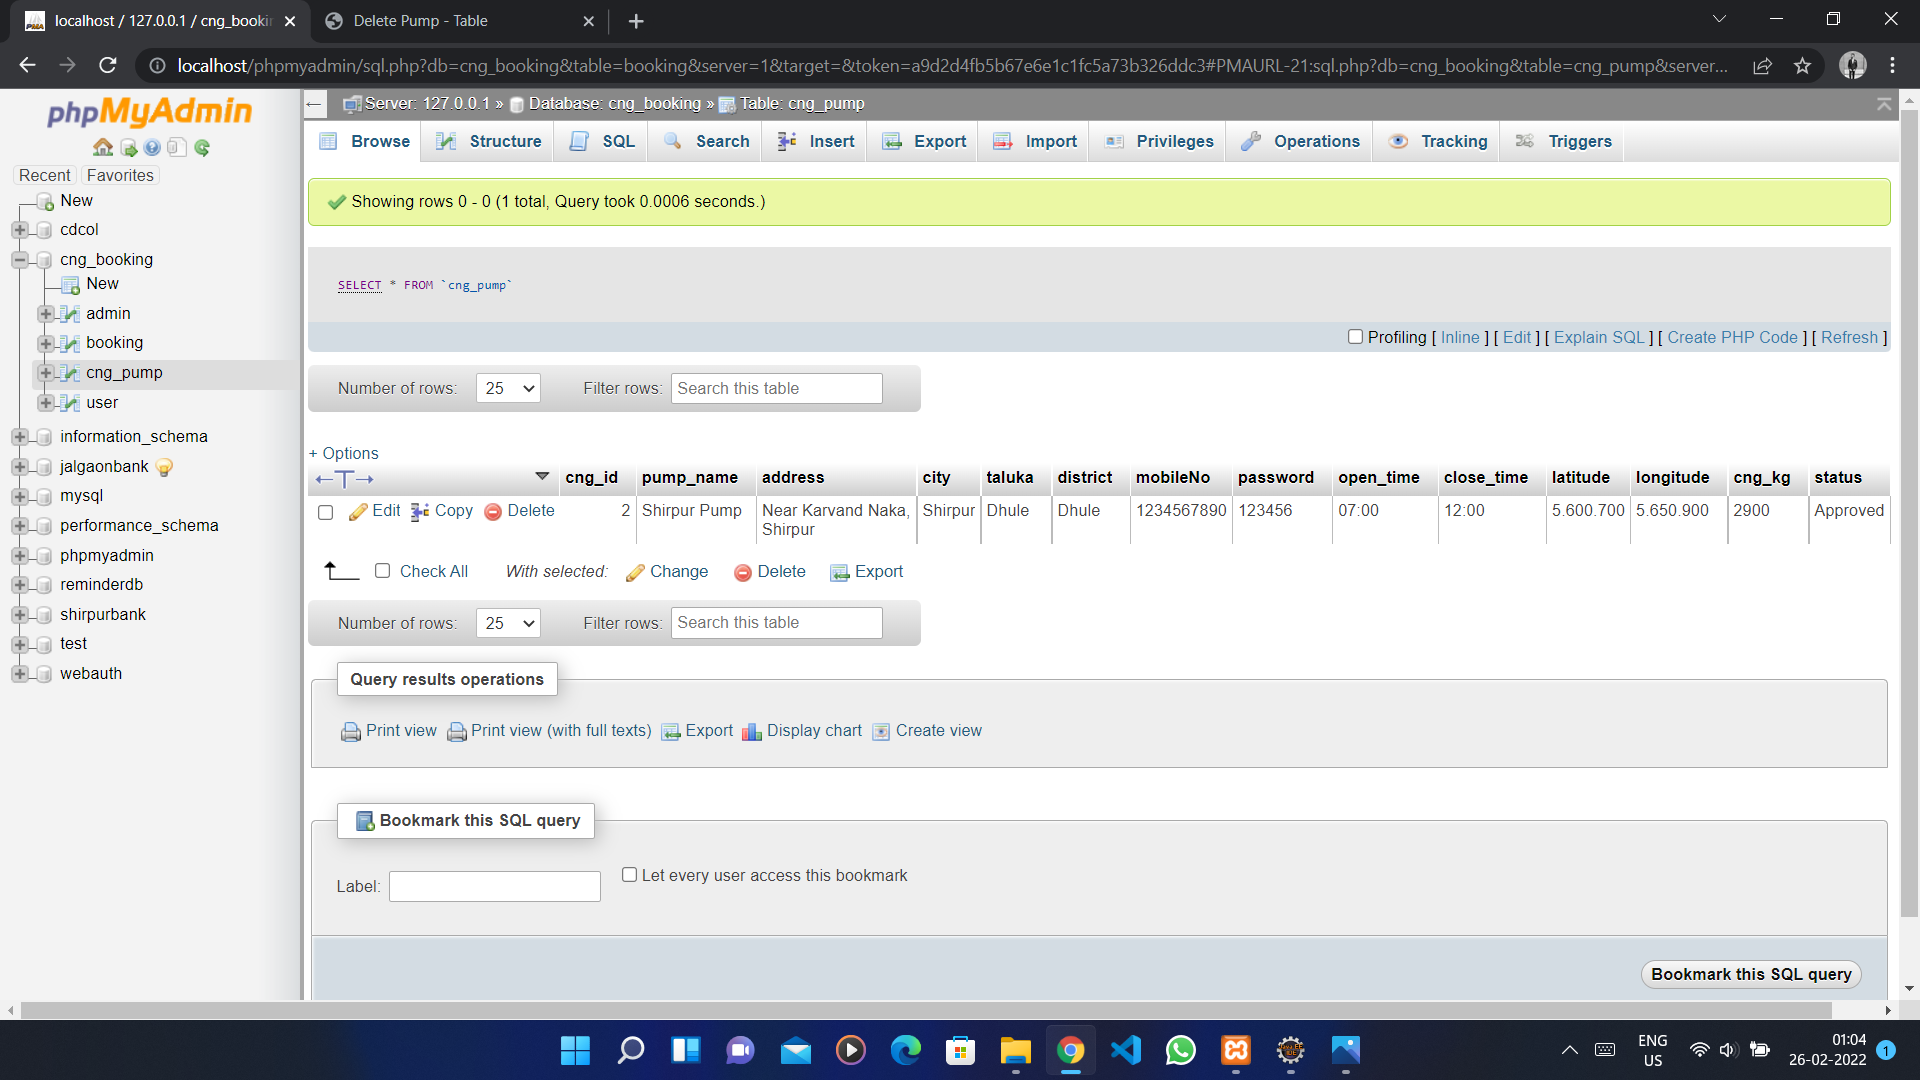 localhost / 127.0.0.1 / cng_bookin
Delete Pump - Table
localhost/phpmyadmin/sql.php?db=cng_booking&table=booking&server=1&target=&token=a9d2d4fb5b67e6e1c1fc5a73b326ddc3#PMAURL-21:sql.php?db=cng_booking&table=cng_pump&server...
phpMyAdmin
Recent Favorites
New
cdcol
cng_booking
New
admin
booking
cng_pump
user
information_schema
jalgaonbank
mysql
performance_schema
phpmyadmin
reminderdb
shirpurbank
test
webauth
Server: 127.0.0.1 » Database: cng_booking » Table: cng_pump
Browse Structure SQL Search Insert Export Import Privileges Operations Tracking Triggers
Showing rows 0 - 0 (1 total, Query took 0.0006 seconds.)
SELECT * FROM `cng_pump`
Profiling [ Inline ] [ Edit ] [ Explain SQL ] [ Create PHP Code ] [ Refresh ]
Number of rows: 25 Filter rows: Search this table
+ Options
cng_id pump_name address city taluka district mobileNo password open_time close_time latitude longitude cng_kg status
Edit Copy Delete 2 Shirpur Pump Near Karvand Naka, Shirpur Dhule Dhule 1234567890 123456 07:00 12:00 5.600.700 5.650.900 2900 Approved
Shirpur
Check All With selected: Change Delete Export
Number of rows: 25 Filter rows: Search this table
Query results operations
Print view Print view (with full texts) Export Display chart Create view
Bookmark this SQL query
Label: Let every user access this bookmark
Bookmark this SQL query
ENG
US
01:04
26-02-2022
1